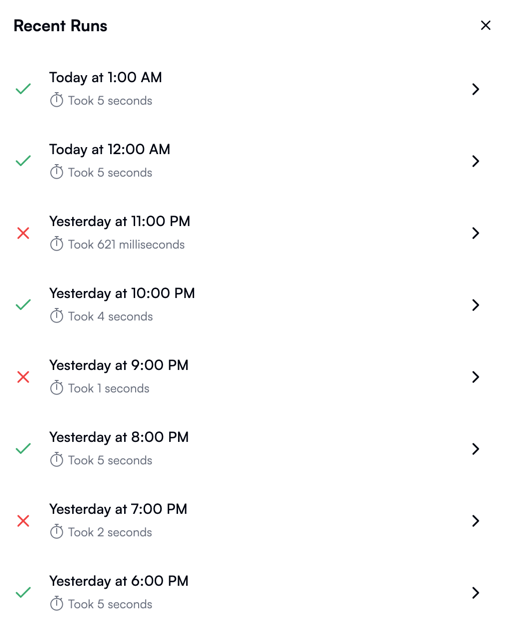 Recent Runs
Today at 1:00 AM
Took 5 seconds
Today at 12:00 AM
Took 5 seconds
Yesterday at 11:00 PM
Took 621 milliseconds
Yesterday at 10:00 PM
Took 4 seconds
Yesterday at 9:00 PM
Took 1 seconds
Yesterday at 8:00 PM
Took 5 seconds
Yesterday at 7:00 PM
Took 2 seconds
Yesterday at 6:00 PM
Took 5 seconds